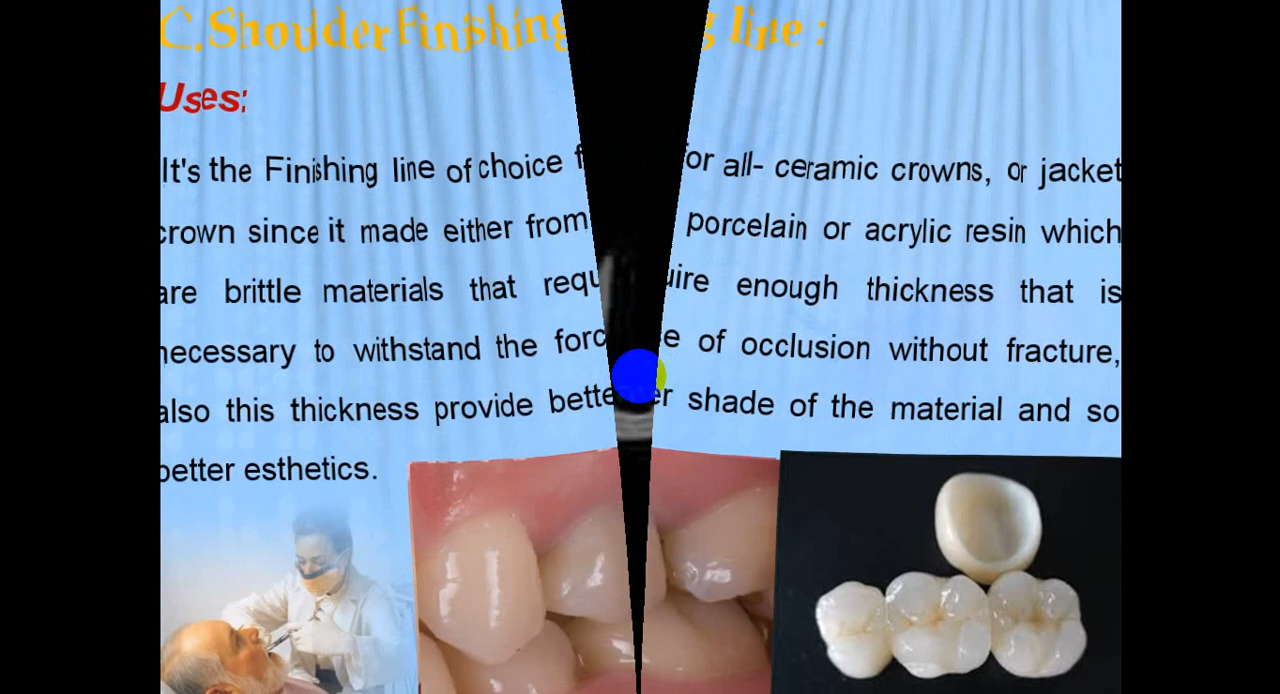 C.Shoulder Finishing line :
Uses:
It's the Finishing line of choice for all- ceramic crowns, or jacket
crown since it made either from porcelain or acrylic resin which
are brittle materials that require enough thickness that is
necessary to withstand the force of occlusion without fracture,
also this thickness provide better shade of the material and so
better esthetics.